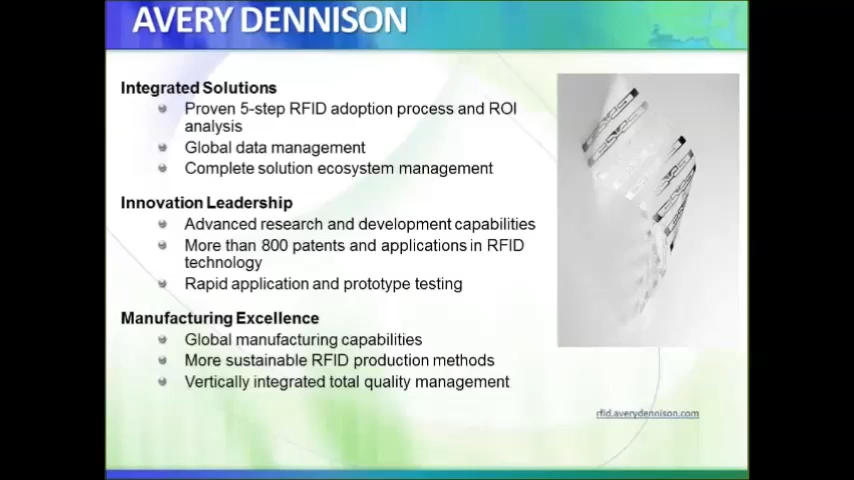 AVERY DENNISON
Integrated Solutions
Proven 5-step RFID adoption process and ROI
analysis
Global data management
Complete solution ecosystem management
Innovation Leadership
Advanced research and development capabilities
More than 800 patents and applications in RFID
technology
Rapid application and prototype testing
Manufacturing Excellence
Global manufacturing capabilities
More sustainable RFID production methods
Vertically integrated total quality management
rfid.averydennison.com